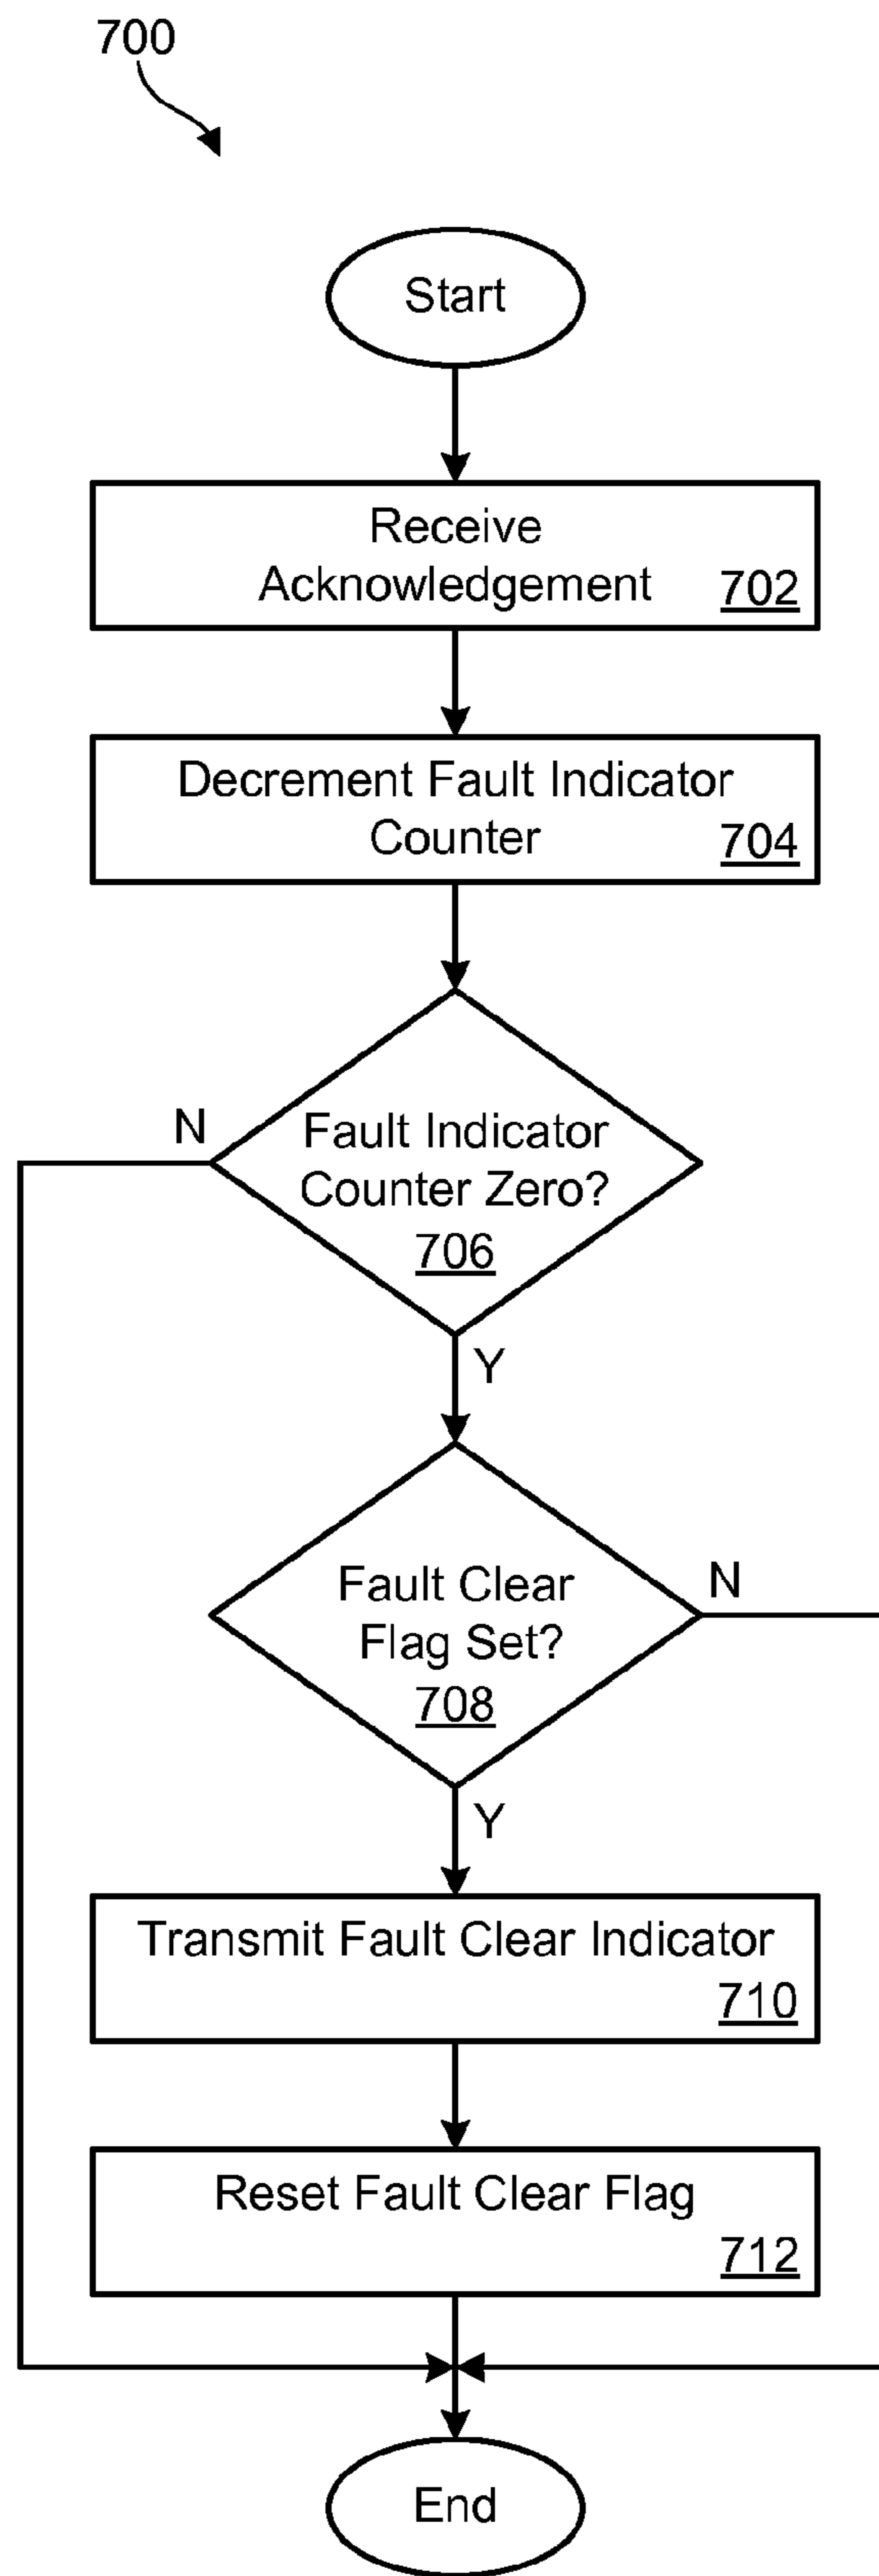 700
Start
Receive
Acknowledgement 702
Decrement Fault Indicator
Counter 704
N
Fault Indicator
Counter Zero?
706
Y
Fault Clear
Flag Set?
708
N
Y
Transmit Fault Clear Indicator
710
Reset Fault Clear Flag
712
End